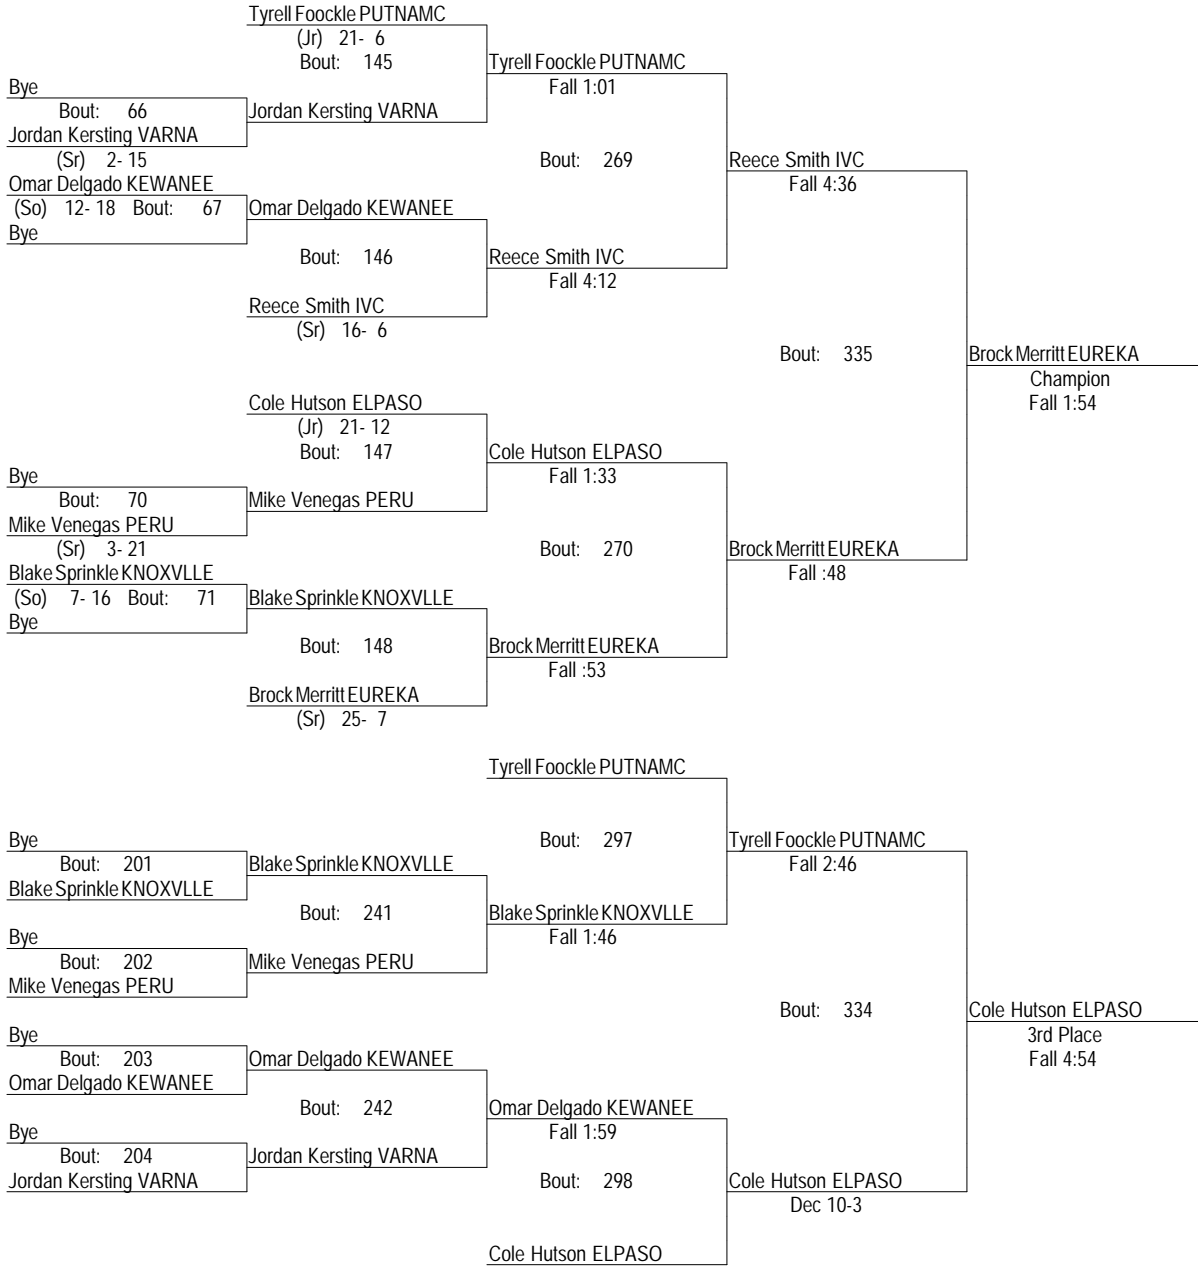 Tyrell Foockle PUTNAMC
(Jr) 21- 6
Bout: 145
Tyrell Foockle PUTNAMC
Fall 1:01
Bye
Bout: 66
Jordan Kersting VARNA
Jordan Kersting VARNA
(Sr) 2- 15
Bout: 269
Reece Smith IVC
Fall 4:36
Omar Delgado KEWANEE
(So) 12- 18 Bout: 67
Omar Delgado KEWANEE
Bye
Bout: 146
Reece Smith IVC
Fall 4:12
Reece Smith IVC
(Sr) 16- 6
Bout: 335
Brock Merritt EUREKA
Champion
Fall 1:54
Cole Hutson ELPASO
(Jr) 21- 12
Bout: 147
Cole Hutson ELPASO
Fall 1:33
Bye
Bout: 70
Mike Venegas PERU
Mike Venegas PERU
(Sr) 3- 21
Bout: 270
Brock Merritt EUREKA
Fall :48
Blake Sprinkle KNOXVLLE
(So) 7- 16 Bout: 71
Blake Sprinkle KNOXVLLE
Bye
Bout: 148
Brock Merritt EUREKA
Fall :53
Brock Merritt EUREKA
(Sr) 25- 7
Tyrell Foockle PUTNAMC
Bout: 297
Tyrell Foockle PUTNAMC
Fall 2:46
Bye
Bout: 201
Blake Sprinkle KNOXVLLE
Blake Sprinkle KNOXVLLE
Bout: 241
Blake Sprinkle KNOXVLLE
Fall 1:46
Bye
Bout: 202
Mike Venegas PERU
Mike Venegas PERU
Bout: 334
Cole Hutson ELPASO
3rd Place
Fall 4:54
Bye
Bout: 203
Omar Delgado KEWANEE
Omar Delgado KEWANEE
Bout: 242
Omar Delgado KEWANEE
Fall 1:59
Bye
Bout: 204
Jordan Kersting VARNA
Jordan Kersting VARNA
Bout: 298
Cole Hutson ELPASO
Dec 10-3
Cole Hutson ELPASO